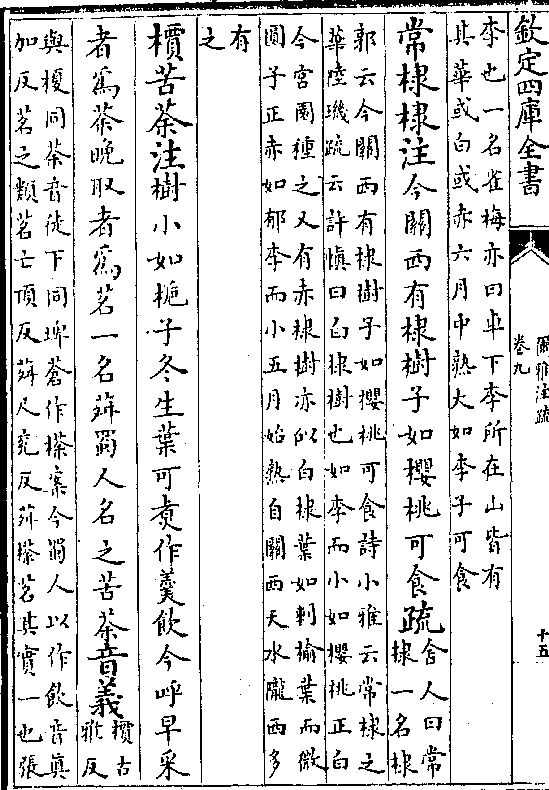 欽定四庫全書
爾雅注疏
卷九
十五
李也一名雀梅亦曰車下李所在山皆有
其華或白或赤六月中熟大如李子可食
常棣棣注今關西有棣樹子如櫻桃可食疏
舍人曰常
棣一名棣
郭云今關西有棣樹子如櫻桃可食詩小雅云常棣之
華陸璣疏云許慎曰白棣樹也如李而小如櫻桃正白
今官園種之又有赤棣樹亦似白棣葉如刺榆葉而微
圓子正赤如郁李而小五月始熟自關西天水隴西多
有
之
檟苦荼注樹小如梔子冬生葉可煑作羹飲今呼早采
者爲荼晚取者爲茗一名荈蜀人名之苦荼音義
檟古
雅反
與榎同荼音徒下同埤蒼作㯆案今蜀人以作飲音真
加反茗之類茗亡頂反荈尺兖反荈㯆茗其實一也張